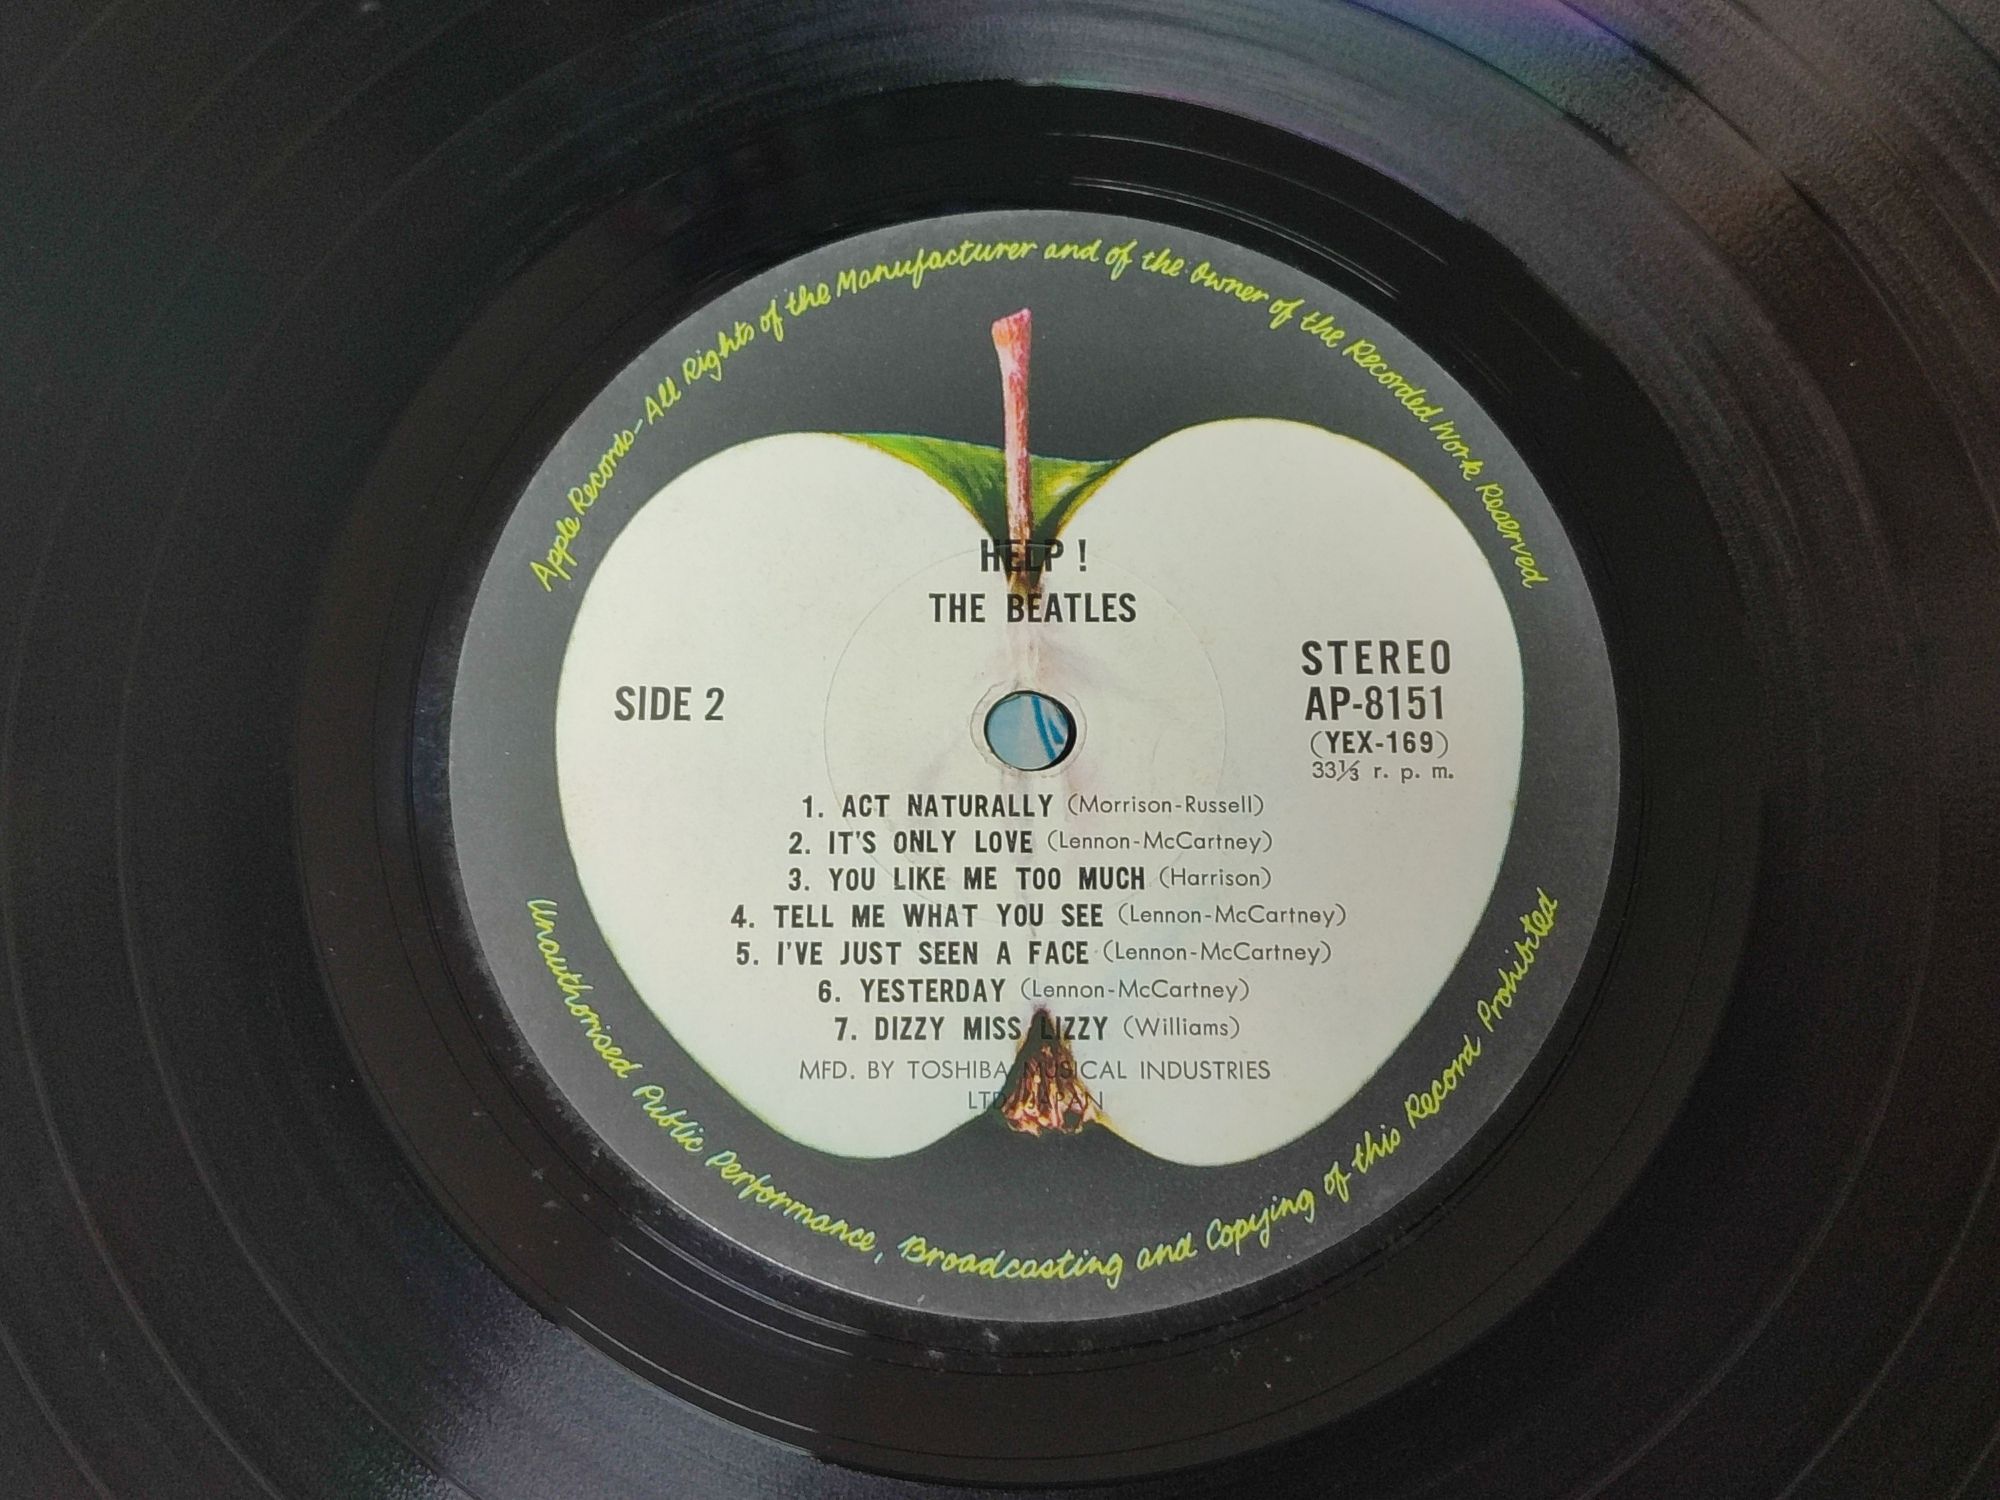 Apple Records-All Rights of the Manufacturer and of the Owner of the Recorded Work Reserved
HELP !
THE BEATLES
SIDE 2
STEREO
AP-8151
(YEX-169)
33⅓ r. p. m.
1. ACT NATURALLY (Morrison-Russell)
2. IT'S ONLY LOVE (Lennon-McCartney)
3. YOU LIKE ME TOO MUCH (Harrison)
4. TELL ME WHAT YOU SEE (Lennon-McCartney)
5. I'VE JUST SEEN A FACE (Lennon-McCartney)
6. YESTERDAY (Lennon-McCartney)
7. DIZZY MISS LIZZY (Williams)
MFD. BY TOSHIBA MUSICAL INDUSTRIES
LTD. JAPAN
Unauthorised Public Performance, Broadcasting and Copying of this Record Prohibited